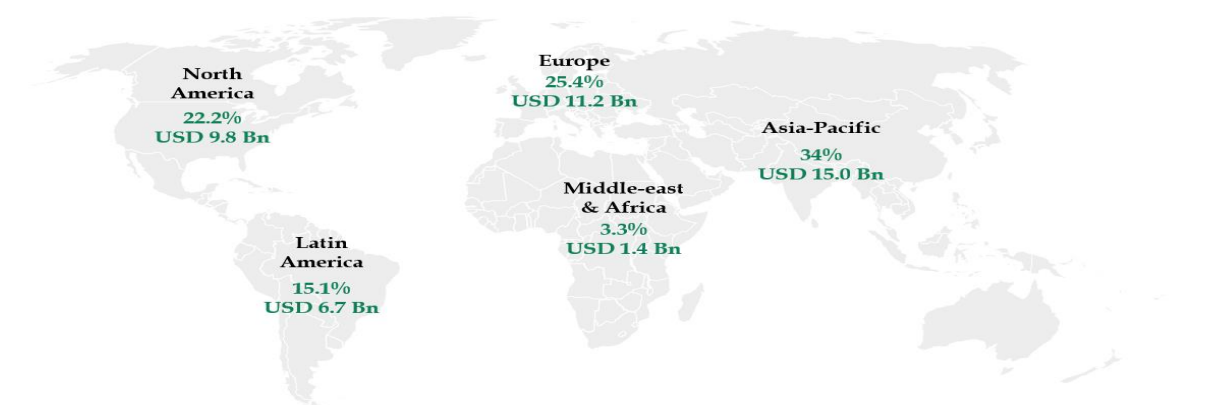 North
America
22.2%
USD 9.8 Bn
Europe
25.4%
USD 11.2 Bn
Asia-Pacific
34%
USD 15.0 Bn
Middle-east
& Africa
3.3%
USD 1.4 Bn
Latin
America
15.1%
USD 6.7 Bn